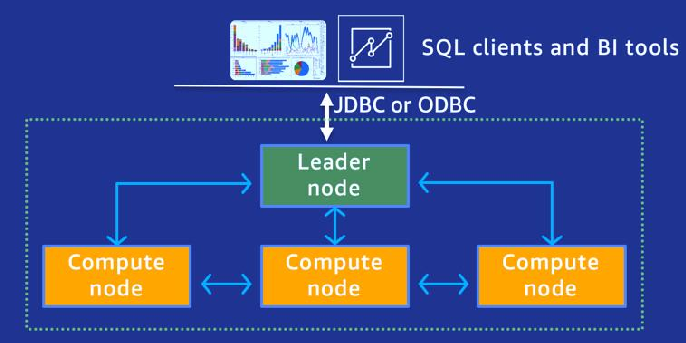 SQL clients and BI tools
JDBC or ODBC
Leader
node
Compute
node
Compute
node
Compute
node